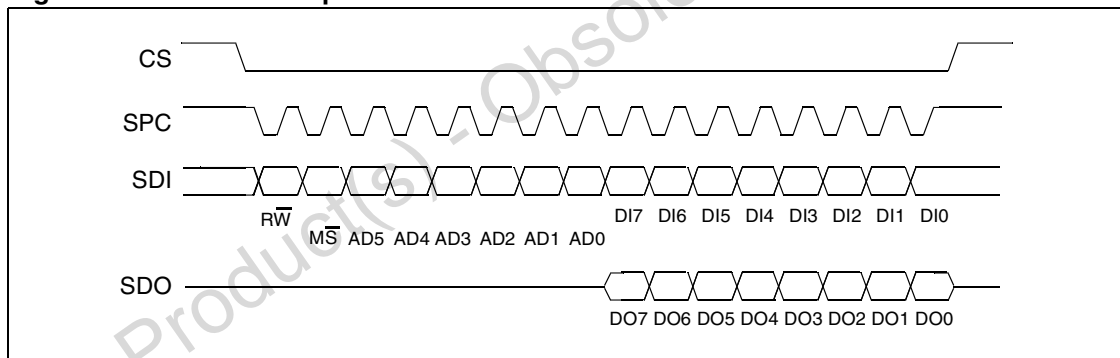 CS
SPC
SDI
RW̅ MS̅ AD5 AD4 AD3 AD2 AD1 AD0 DI7 DI6 DI5 DI4 DI3 DI2 DI1 DI0
SDO
DO7 DO6 DO5 DO4 DO3 DO2 DO1 DO0
Product(s) - Obsol